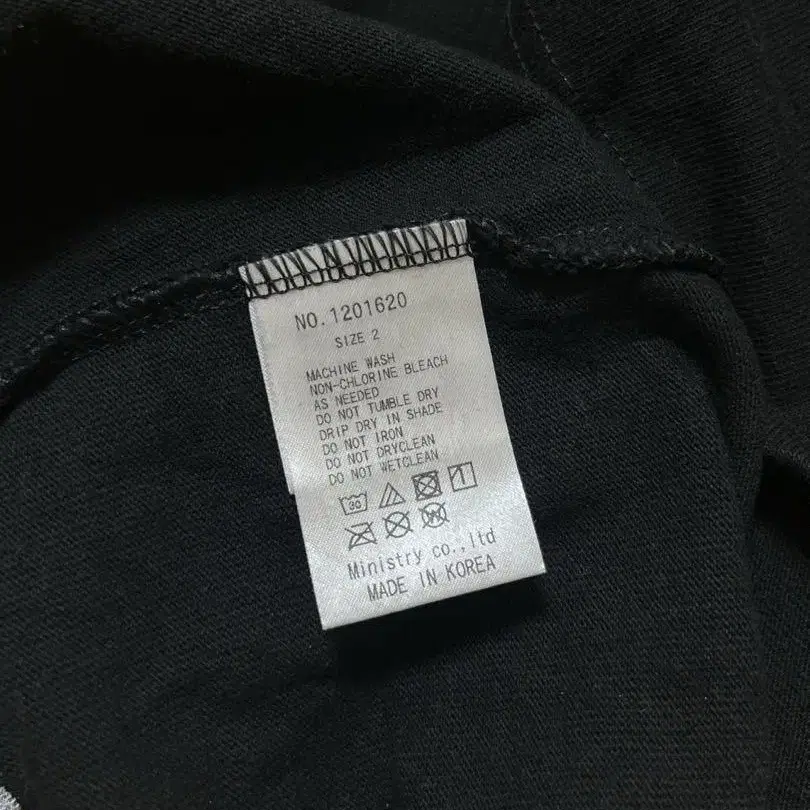 NO.1201620
SIZE 2
MACHINE WASH
NON-CHLORINE BLEACH
AS NEEDED
DO NOT TUMBLE DRY
DRIP DRY IN SHADE
DO NOT IRON
DO NOT DRYCLEAN
DO NOT WETCLEAN
30
W
Ministry co.,ltd
MADE IN KOREA